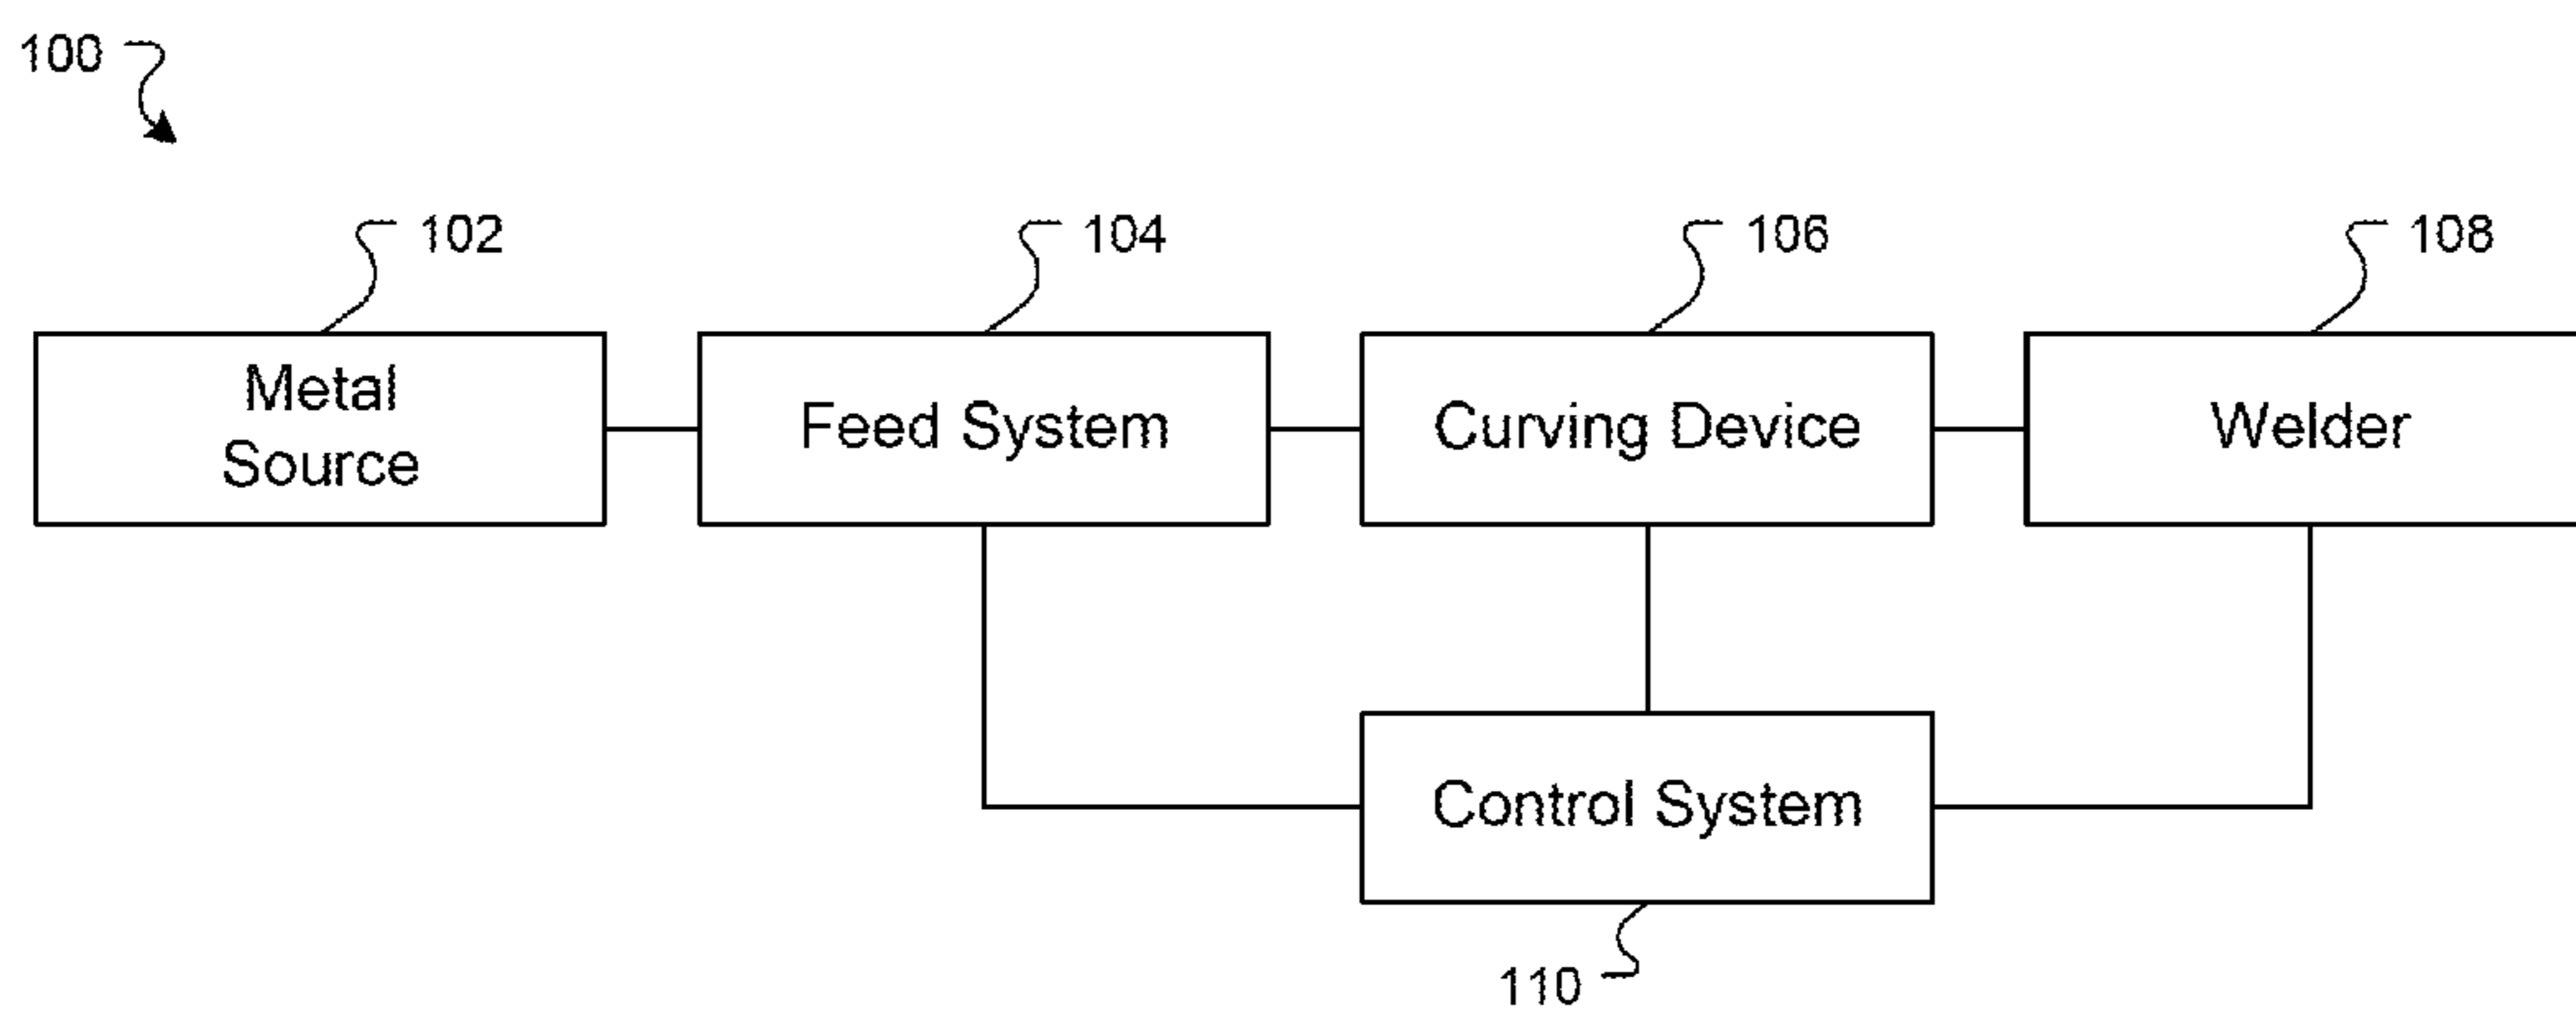 100
102
104
106
108
Metal
Source
Feed System
Curving Device
Welder
Control System
110